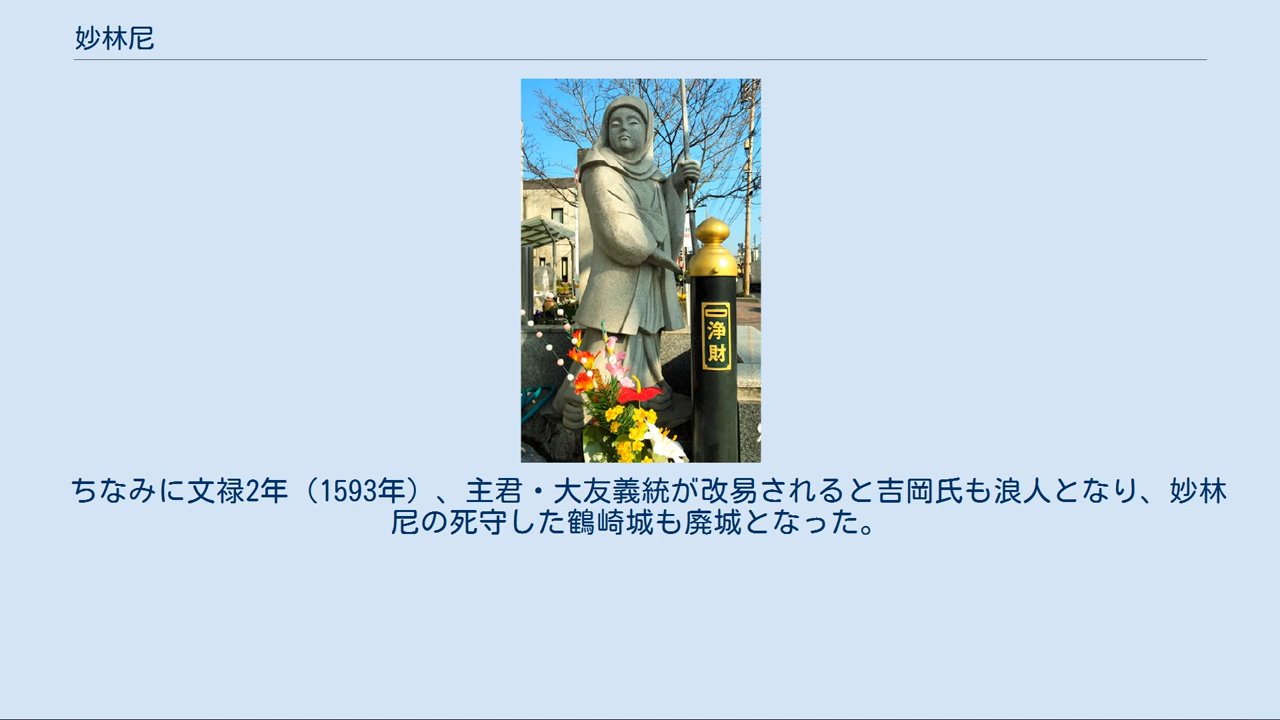 妙林尼
浄財
ちなみに文禄2年（1593年）、主君・大友義統が改易されると吉岡氏も浪人となり、妙林
尼の死守した鶴崎城も廃城となった。